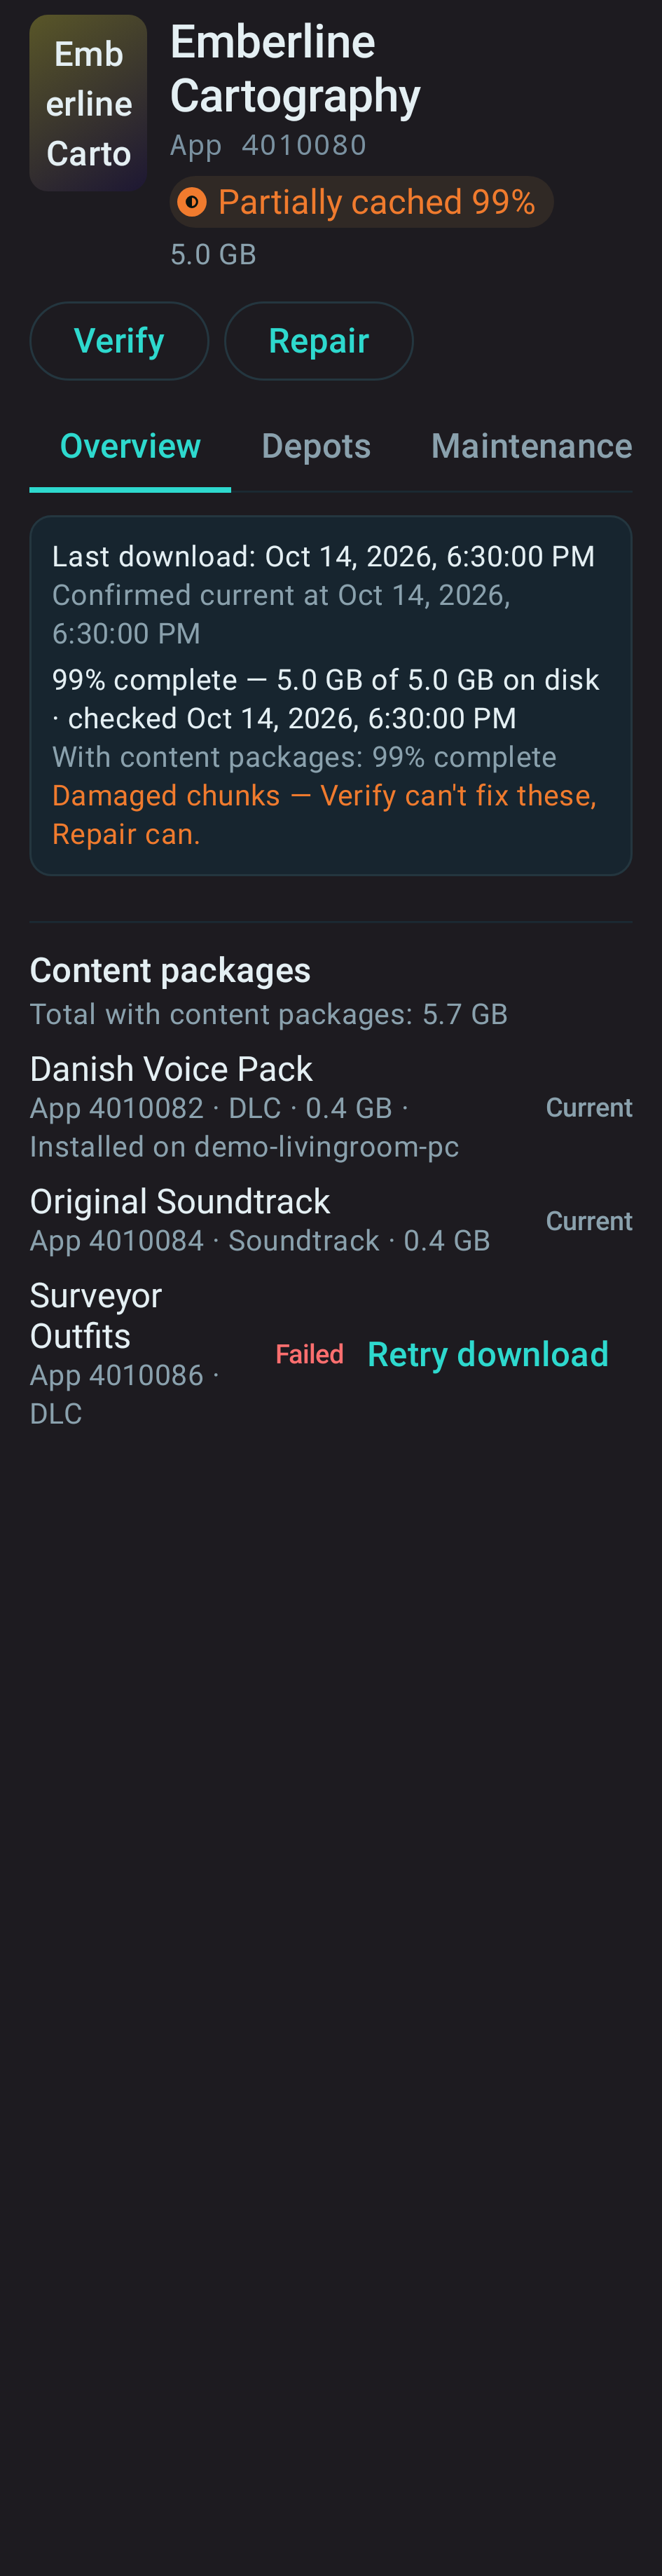 Emb
erline
Carto
Emberline
Cartography
App 4010080
Partially cached 99%
5.0 GB
Verify
Repair
Overview
Depots
Maintenance
Last download: Oct 14, 2026, 6:30:00 PM
Confirmed current at Oct 14, 2026,
6:30:00 PM
99% complete — 5.0 GB of 5.0 GB on disk
· checked Oct 14, 2026, 6:30:00 PM
With content packages: 99% complete
Damaged chunks — Verify can't fix these,
Repair can.
Content packages
Total with content packages: 5.7 GB
Danish Voice Pack
App 4010082 · DLC · 0.4 GB ·
Installed on demo-livingroom-pc
Current
Original Soundtrack
App 4010084 · Soundtrack · 0.4 GB
Current
Surveyor
Outfits
App 4010086 ·
DLC
Failed
Retry download